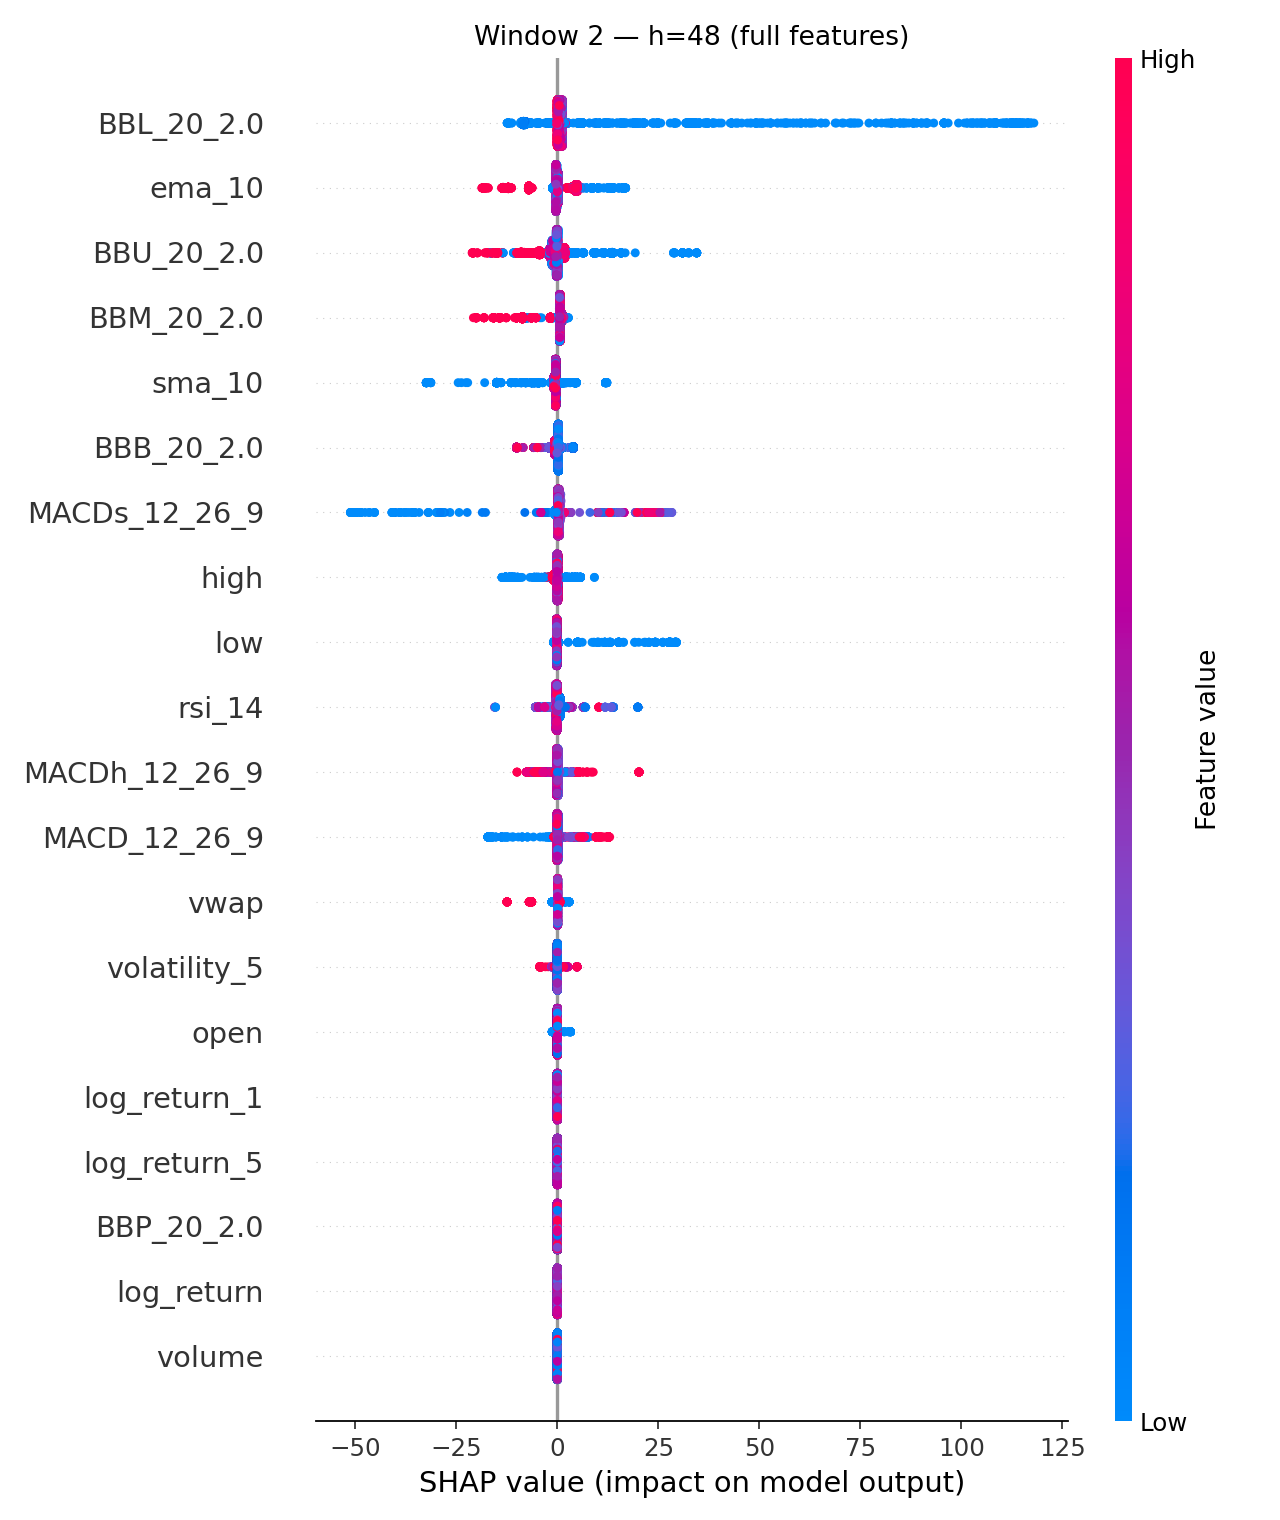 Window 2 — h=48 (full features)
High
BBL_20_2.0
ema_10
BBU_20_2.0
BBM_20_2.0
sma_10
BBB_20_2.0
MACDs_12_26_9
high
low
rsi_14
MACDh_12_26_9
MACD_12_26_9
vwap
volatility_5
open
log_return_1
log_return_5
BBP_20_2.0
log_return
volume
Feature value
Low
−50 −25 0 25 50 75 100 125
SHAP value (impact on model output)